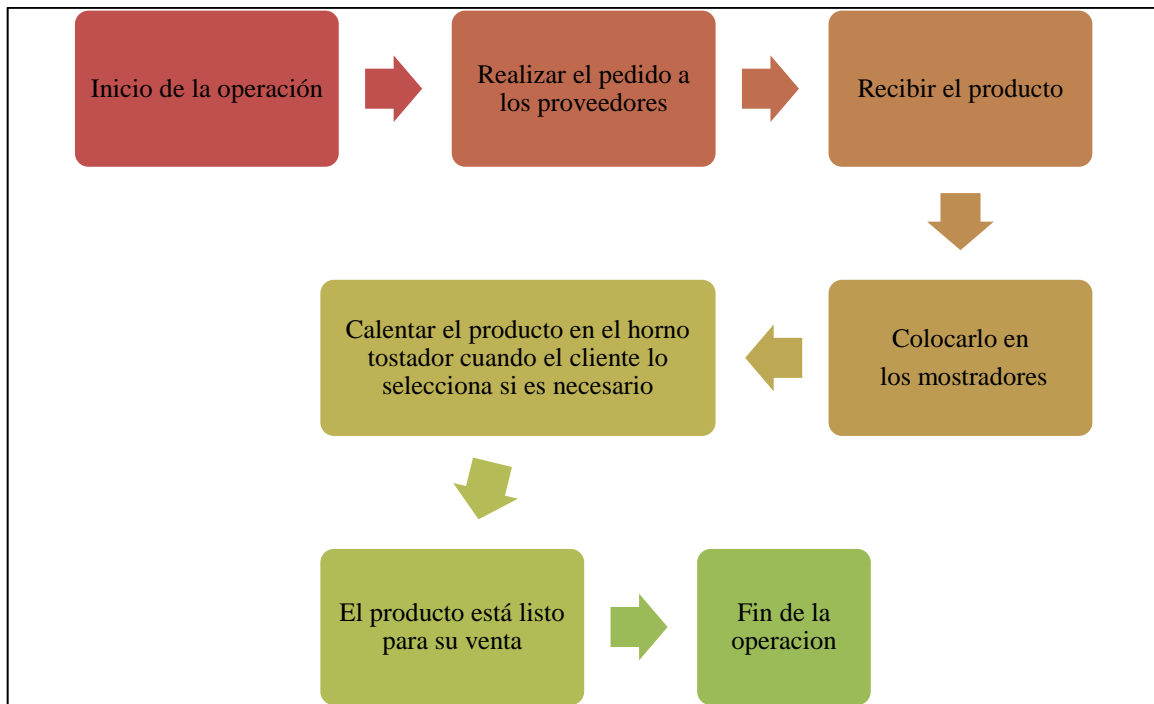 Inicio de la operación
Realizar el pedido a
los proveedores
Recibir el producto
Colocarlo en
los mostradores
Calentar el producto en el horno
tostador cuando el cliente lo
selecciona si es necesario
El producto está listo
para su venta
Fin de la
operacion